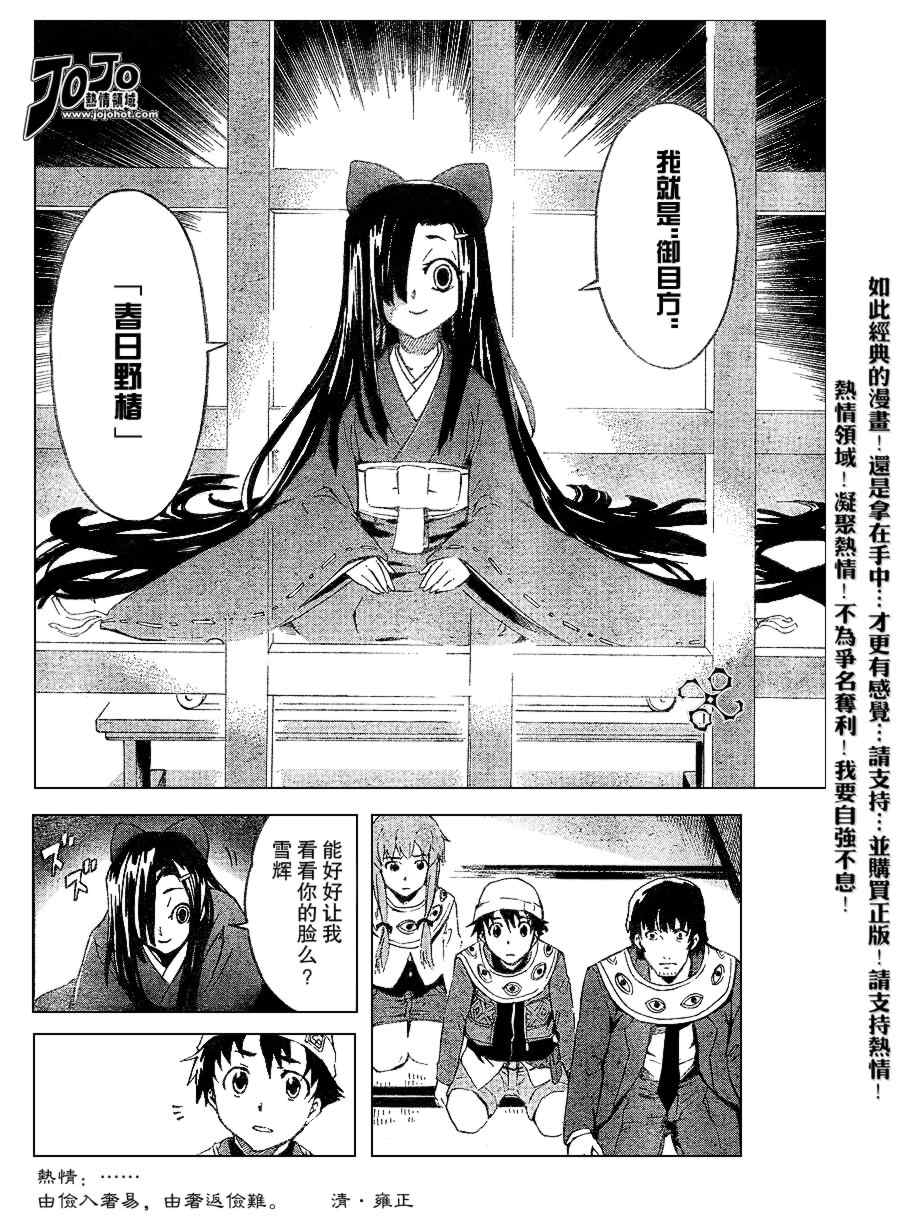 JOJO
熱情領域
www.jojohot.com
我就是…御目方…
「春日野椿」
如此經典的漫畫！還是拿在手中…才更有感覺…請支持…並購買正版！請支持熱情！
熱情領域！凝聚熱情！不為爭名奪利！我要自強不息！
能好好让我
看看你的脸么？
雪辉
ズズ
ズズ
熱情：……
由儉入奢易，由奢返儉難。 清·雍正